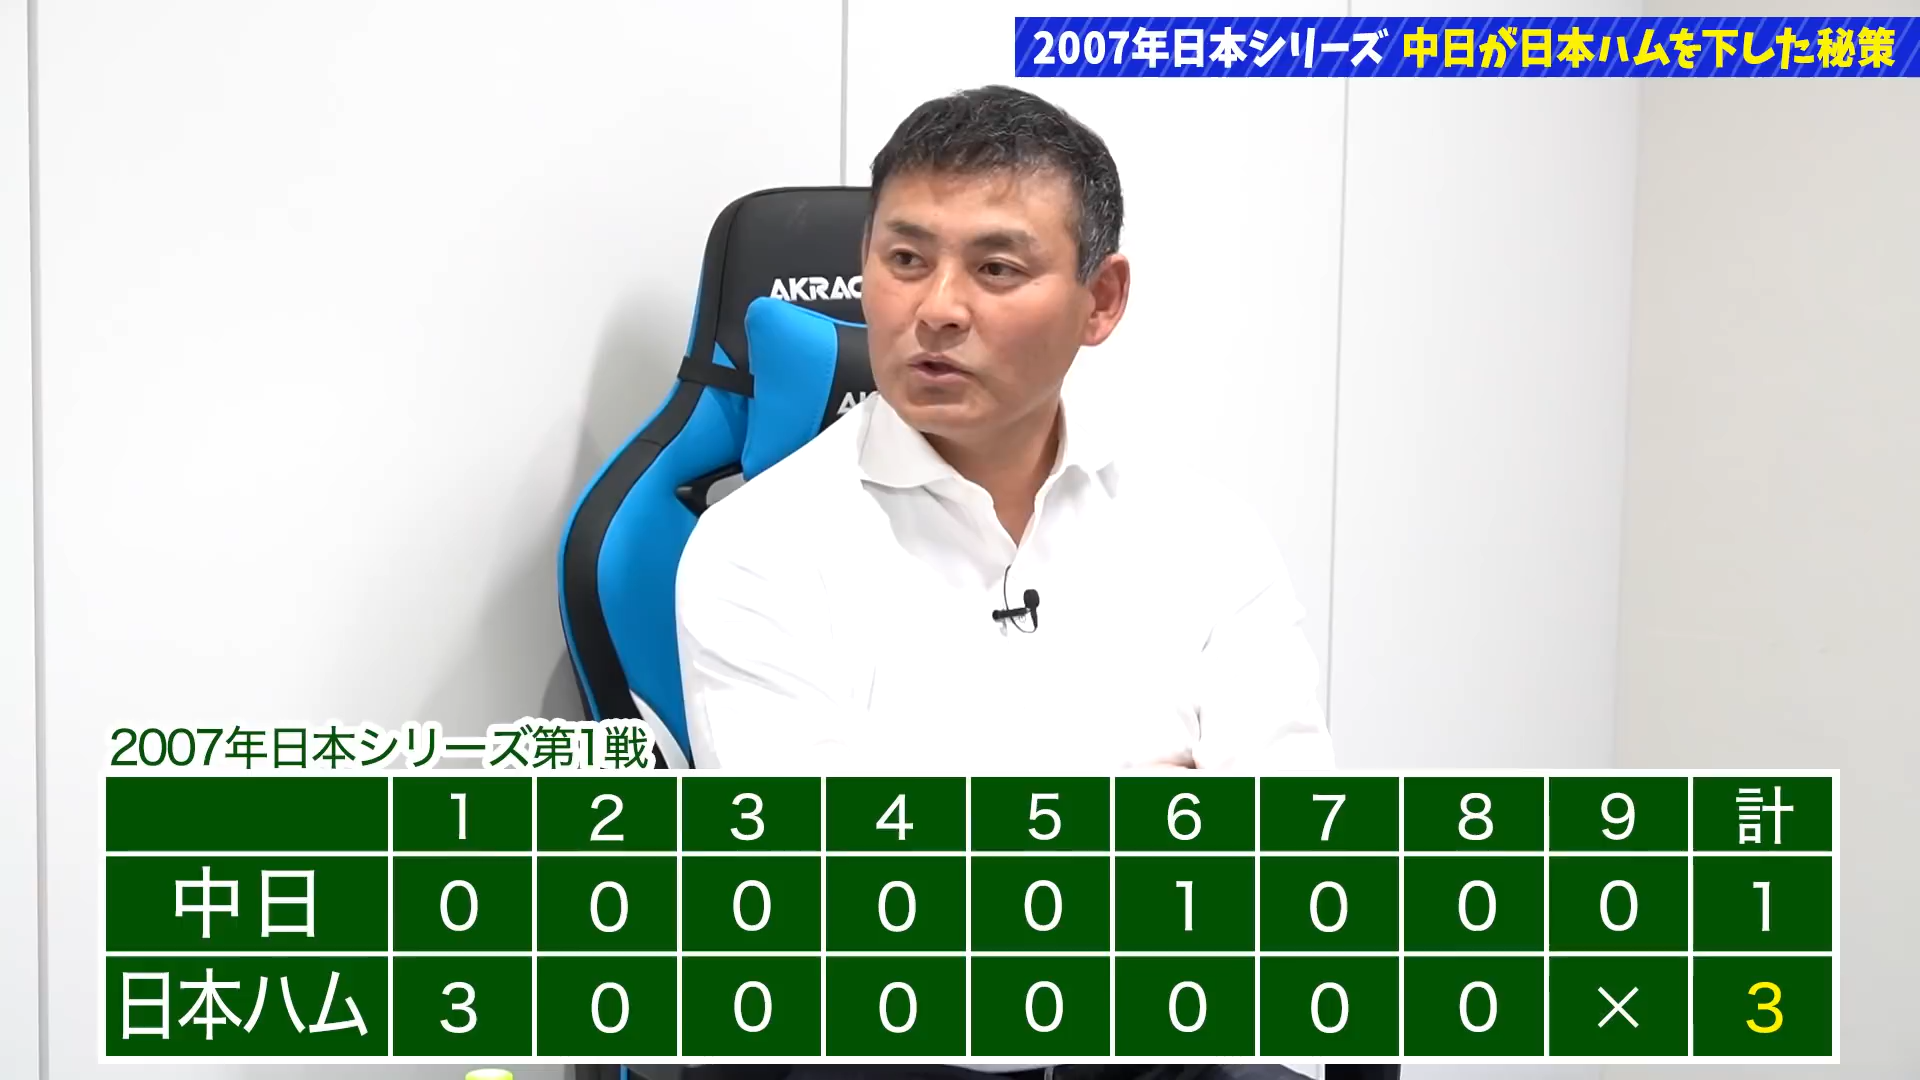 2007年日本シリーズ 中日が日本ハムを下した秘策
AKRAC
AK
2007年日本シリーズ第1戦
1 2 3 4 5 6 7 8 9 計
中日 0 0 0 0 0 1 0 0 0 1
日本ハム 3 0 0 0 0 0 0 0 × 3